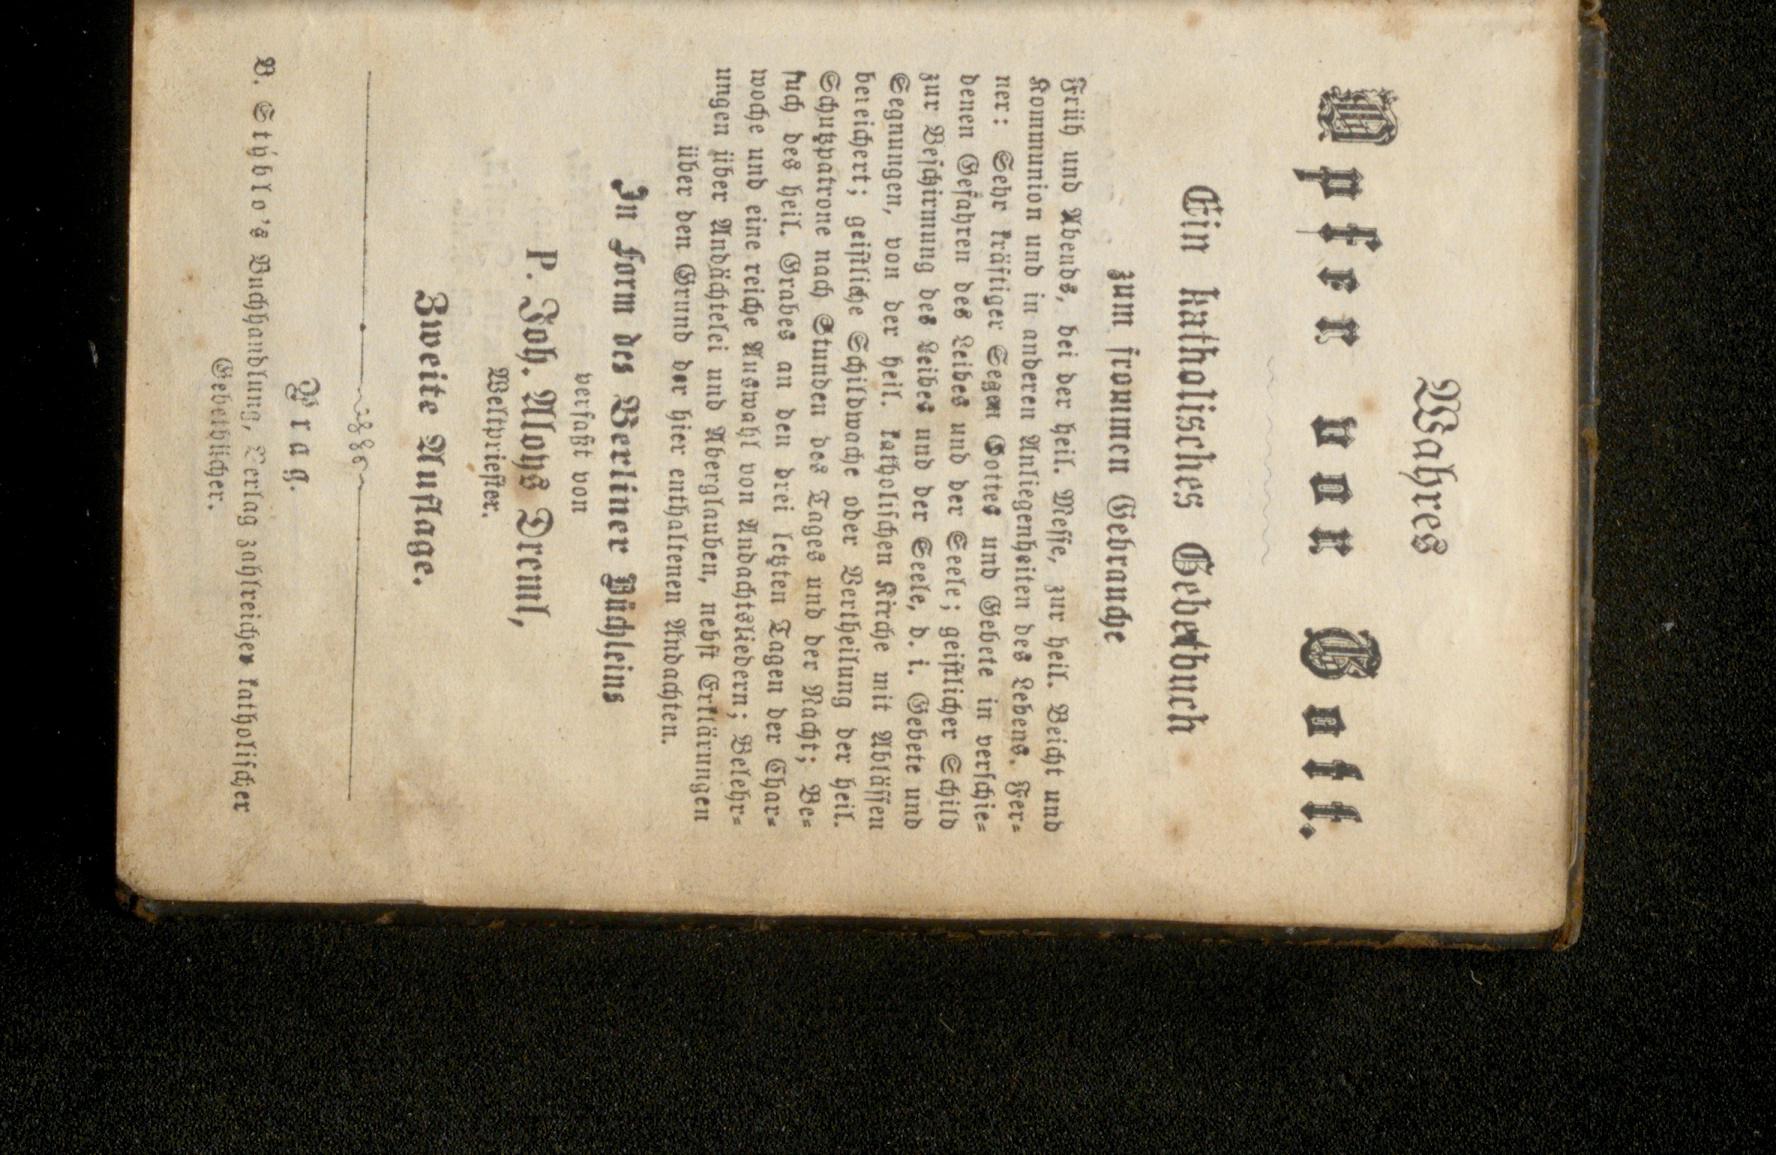 Wahres
Opfer vor Gott.
Ein katholisches Gebetbuch
zum frommen Gebrauche
Früh und Abends, bei der heil. Messe, zur heil. Beicht und
Kommunion und in anderen Anliegenheiten des Lebens. Fer=
ner: Sehr kräftiger Segen Gottes und Gebete in verschie=
denen Gefahren des Leibes und der Seele; geistlicher Schild
zur Beschirmung des Leibes und der Seele, d. i. Gebete und
Segnungen, von der heil. katholischen Kirche mit Ablässen
bereichert; geistliche Schildwache oder Vertheilung der heil.
Schutzpatrone nach Stunden des Tages und der Nacht; Be=
such des heil. Grabes an den drei letzten Tagen der Char=
woche und eine reiche Auswahl von Andachtsliedern; Belehr=
ungen über Andächtelei und Aberglauben, nebst Erklärungen
über den Grund der hier enthaltenen Andachten.
In Form des Berliner Büchleins
verfaßt von
P. Joh. Aloys Dreml,
Weltpriester.
Zweite Auflage.
Prag.
B. Stýblo's Buchhandlung, Verlag zahlreicher katholischer
Gebetbücher.